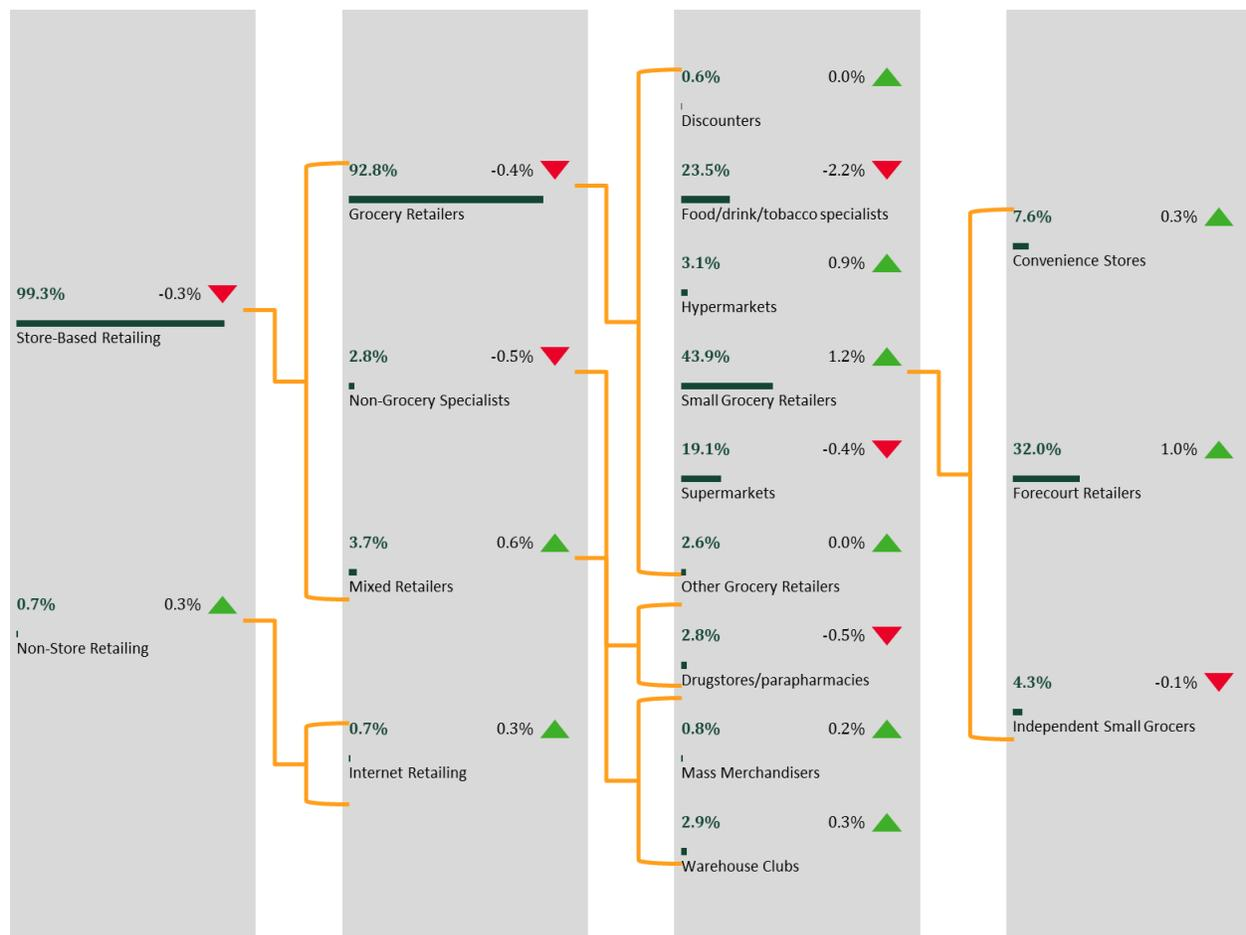 99.3% -0.3%
Store-Based Retailing
0.7% 0.3%
Non-Store Retailing
92.8% -0.4%
Grocery Retailers
2.8% -0.5%
Non-Grocery Specialists
3.7% 0.6%
Mixed Retailers
0.7% 0.3%
Internet Retailing
0.6% 0.0%
Discounters
23.5% -2.2%
Food/drink/tobacco specialists
3.1% 0.9%
Hypermarkets
43.9% 1.2%
Small Grocery Retailers
19.1% -0.4%
Supermarkets
2.6% 0.0%
Other Grocery Retailers
2.8% -0.5%
Drugstores/parapharmacies
0.8% 0.2%
Mass Merchandisers
2.9% 0.3%
Warehouse Clubs
7.6% 0.3%
Convenience Stores
32.0% 1.0%
Forecourt Retailers
4.3% -0.1%
Independent Small Grocers